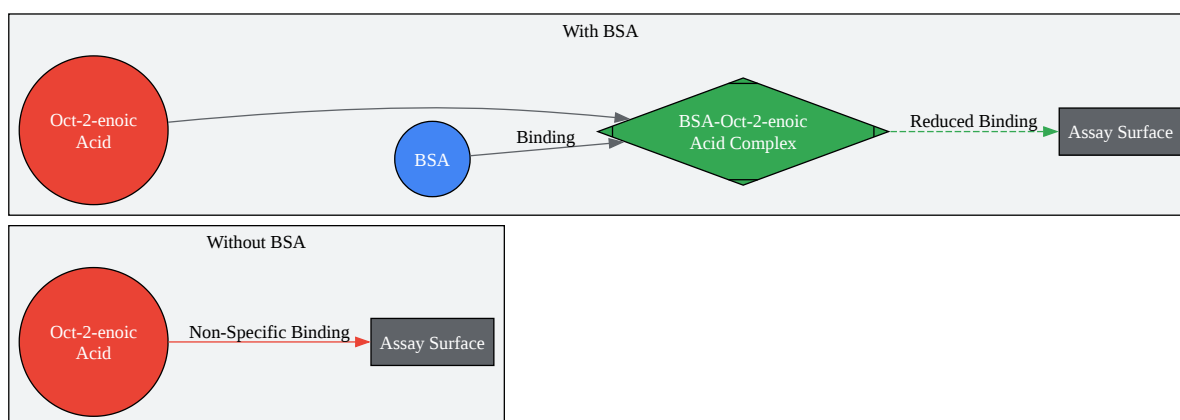 With BSA
Oct-2-enoic
Acid
BSA
Binding
BSA-Oct-2-enoic
Acid Complex
Reduced Binding
Assay Surface
Without BSA
Oct-2-enoic
Acid
Non-Specific Binding
Assay Surface